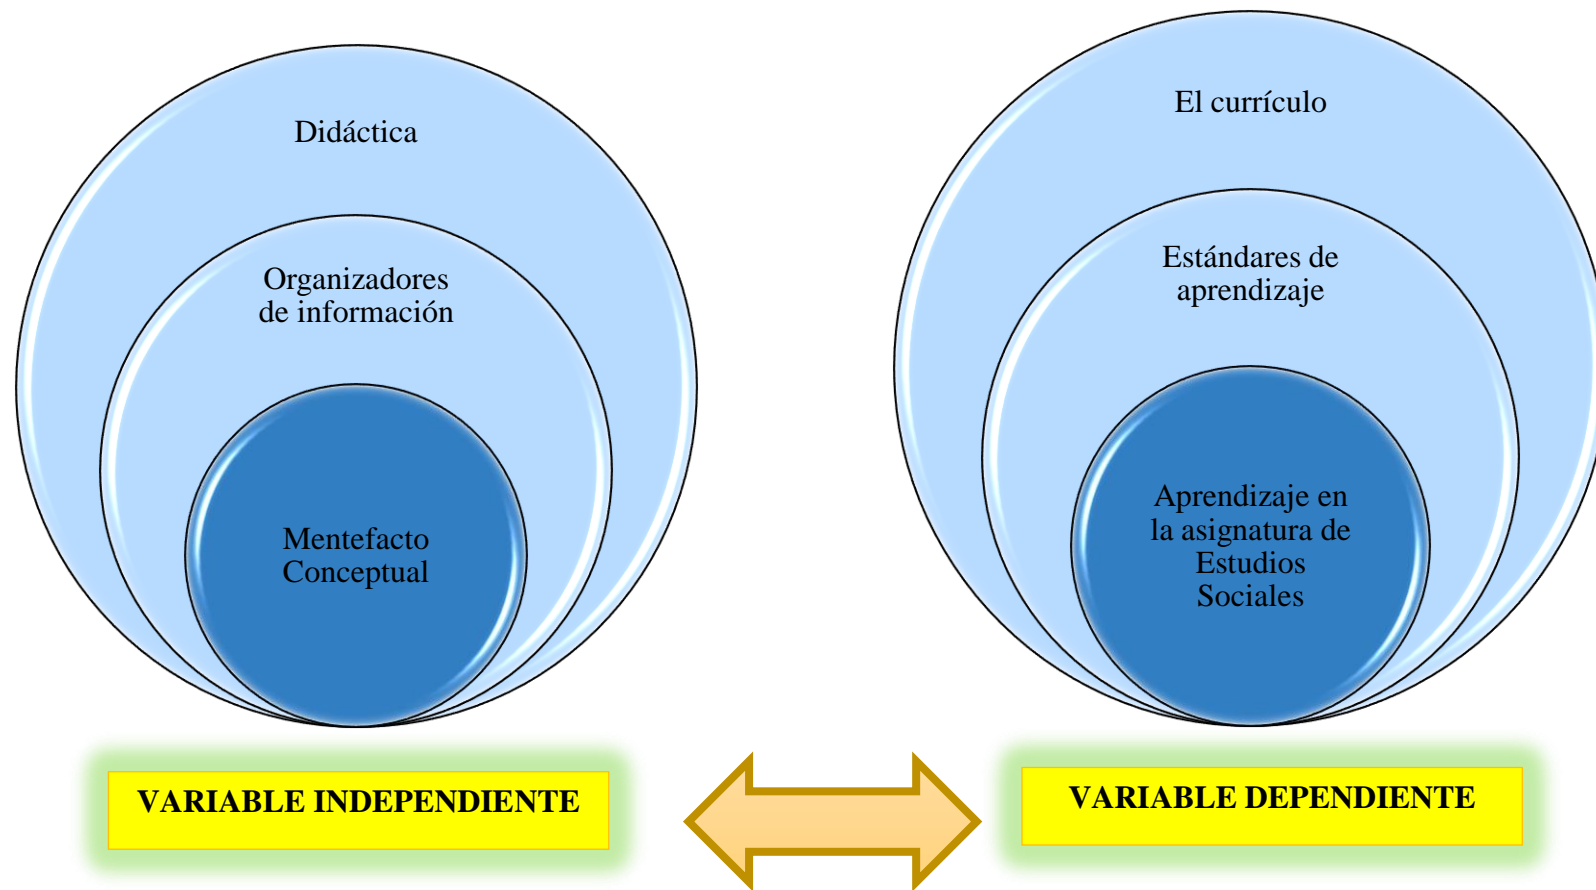 Didáctica
Organizadores
de información
Mentefacto
Conceptual
VARIABLE INDEPENDIENTE
El currículo
Estándares de
aprendizaje
Aprendizaje en
la asignatura de
Estudios
Sociales
VARIABLE DEPENDIENTE